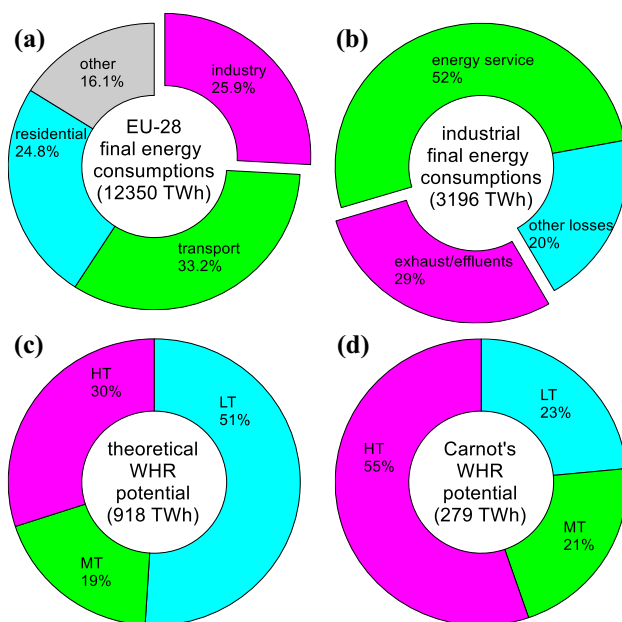 (a)
other
16.1%
industry
25.9%
residential
24.8%
EU-28
final energy
consumptions
(12350 TWh)
transport
33.2%
(b)
energy service
52%
industrial
final energy
consumptions
(3196 TWh)
other losses
20%
exhaust/effluents
29%
(c)
HT
30%
LT
51%
theoretical
WHR
potential
(918 TWh)
MT
19%
(d)
LT
23%
HT
55%
Carnot's
WHR
potential
(279 TWh)
MT
21%